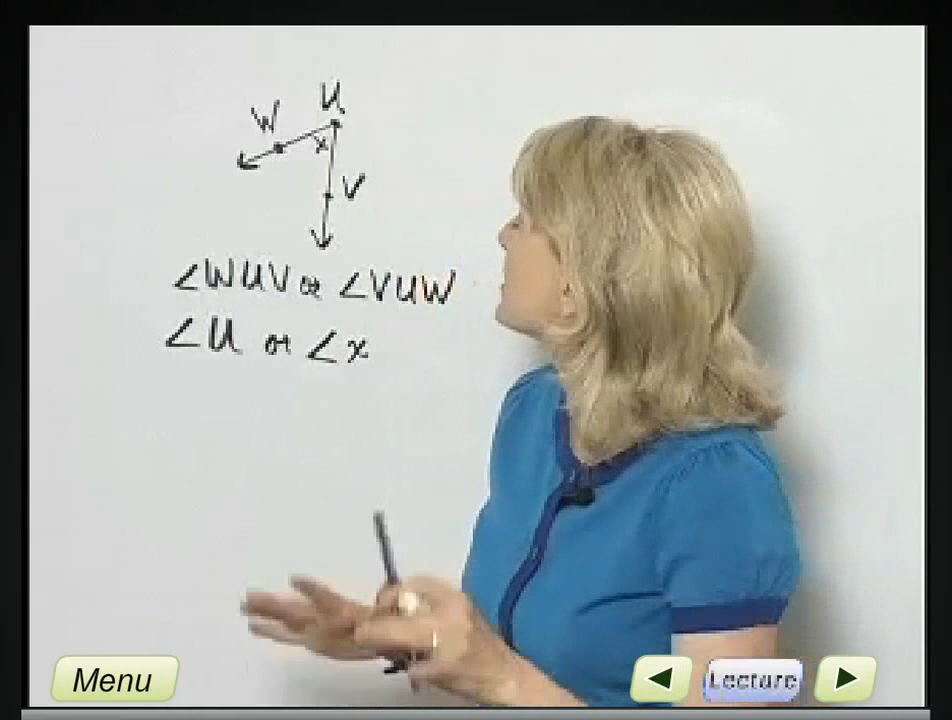 U
W
x
V
∠WUV or ∠VUW
∠U or ∠x
Menu
Lecture